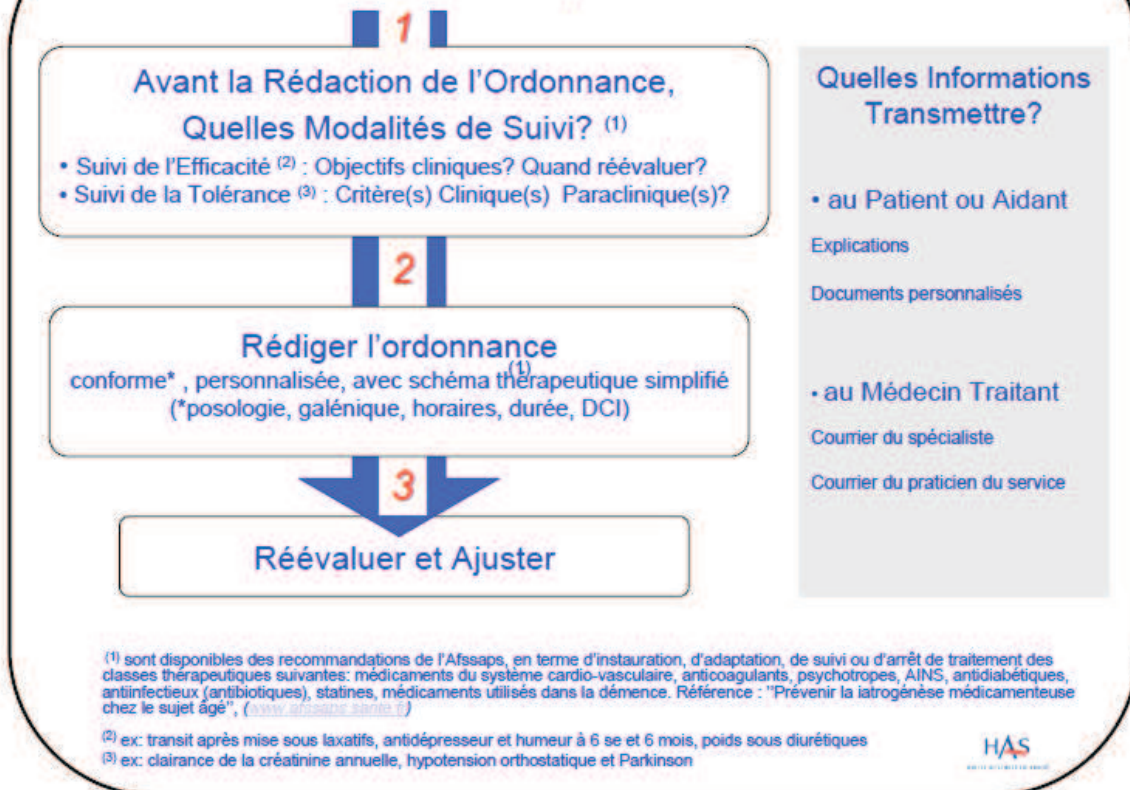 1
Avant la Rédaction de l'Ordonnance,
Quelles Modalités de Suivi? (1)
• Suivi de l'Efficacité (2) : Objectifs cliniques? Quand réévaluer?
• Suivi de la Tolérance (3) : Critère(s) Clinique(s) Paraclinique(s)?
2
Rédiger l'ordonnance
(1)
conforme* , personnalisée, avec schéma thérapeutique simplifié
(*posologie, galénique, horaires, durée, DCI)
3
Réévaluer et Ajuster
Quelles Informations
Transmettre?
• au Patient ou Aidant
Explications
Documents personnalisés
• au Médecin Traitant
Courrier du spécialiste
Courrier du praticien du service
(1) sont disponibles des recommandations de l'Afssaps, en terme d'instauration, d'adaptation, de suivi ou d'arrêt de traitement des
classes thérapeutiques suivantes: médicaments du système cardio-vasculaire, anticoagulants, psychotropes, AINS, antidiabétiques,
antiinfectieux (antibiotiques), statines, médicaments utilisés dans la démence. Référence : "Prévenir la iatrogénèse médicamenteuse
chez le sujet âgé", (www.afssaps.sante.fr)
(2) ex: transit après mise sous laxatifs, antidépresseur et humeur à 6 se et 6 mois, poids sous diurétiques
(3) ex: clairance de la créatinine annuelle, hypotension orthostatique et Parkinson
HAS